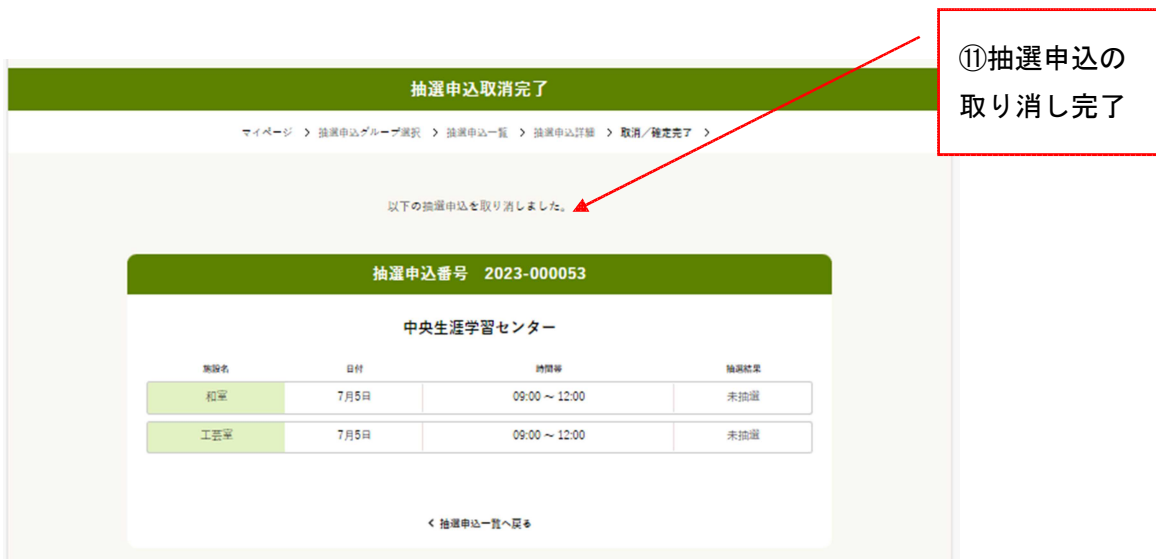 ⑪抽選申込の
取り消し完了
抽選申込取消完了
マイページ > 抽選申込グループ選択 > 抽選申込一覧 > 抽選申込詳細 > 取消/確定完了 >
以下の抽選申込を取り消しました。
抽選申込番号 2023-000053
中央生涯学習センター
施設名 日付 時間帯 抽選結果
和室 7月5日 09:00 ~ 12:00 未抽選
工芸室 7月5日 09:00 ~ 12:00 未抽選
< 抽選申込一覧へ戻る